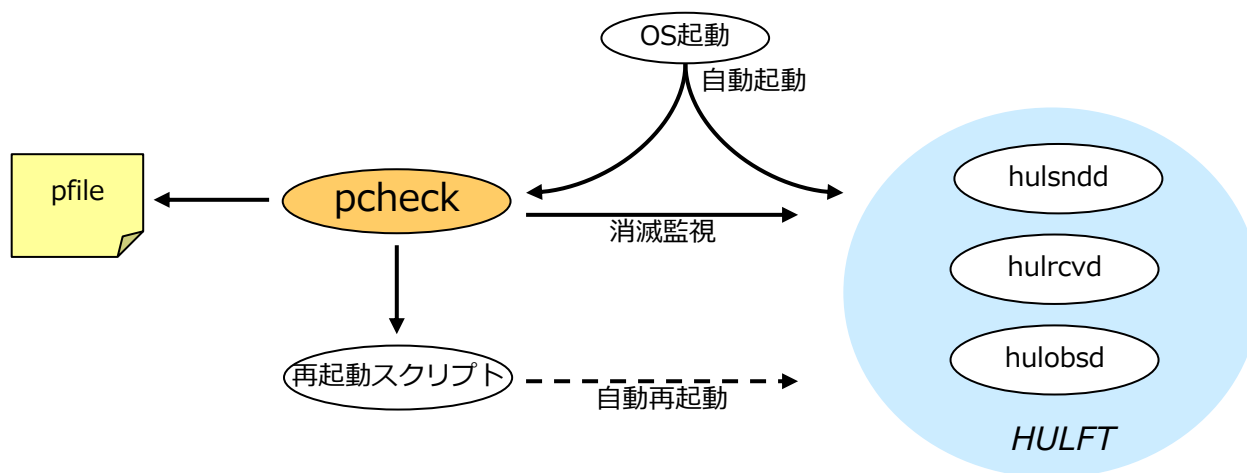 OS起動
自動起動
pfile
pcheck
消滅監視
再起動スクリプト
自動再起動
hulsndd
hulrcvd
hulobsd
HULFT